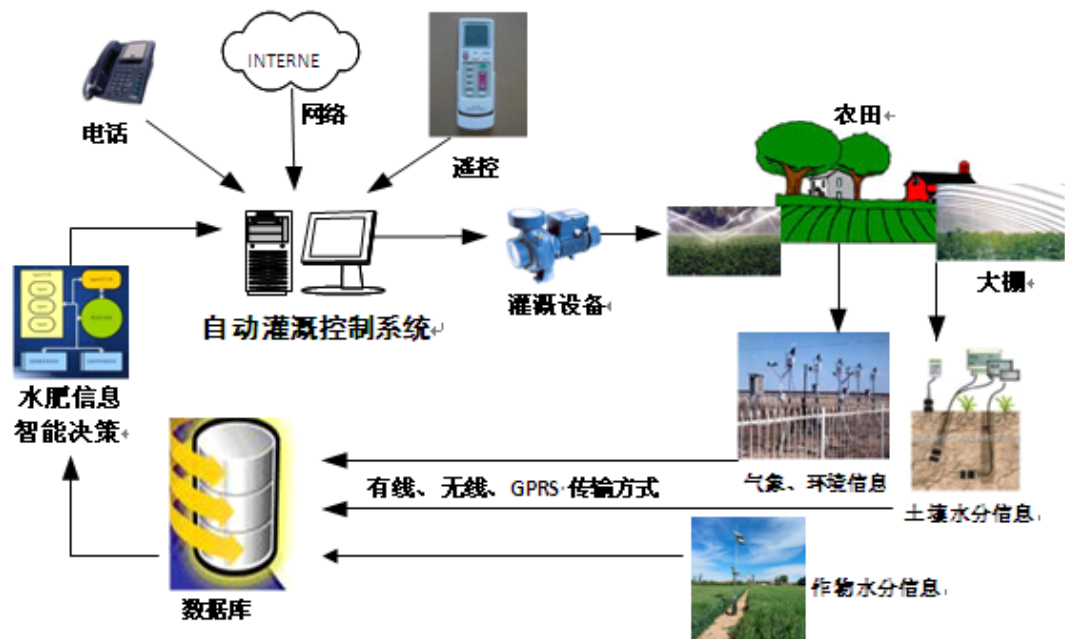 INTERNE
网络
电话
遥控
农田
大棚
灌溉设备
自动灌溉控制系统
水肥信息
智能决策
气象、环境信息
有线、无线、GPRS 传输方式
土壤水分信息
作物水分信息
数据库